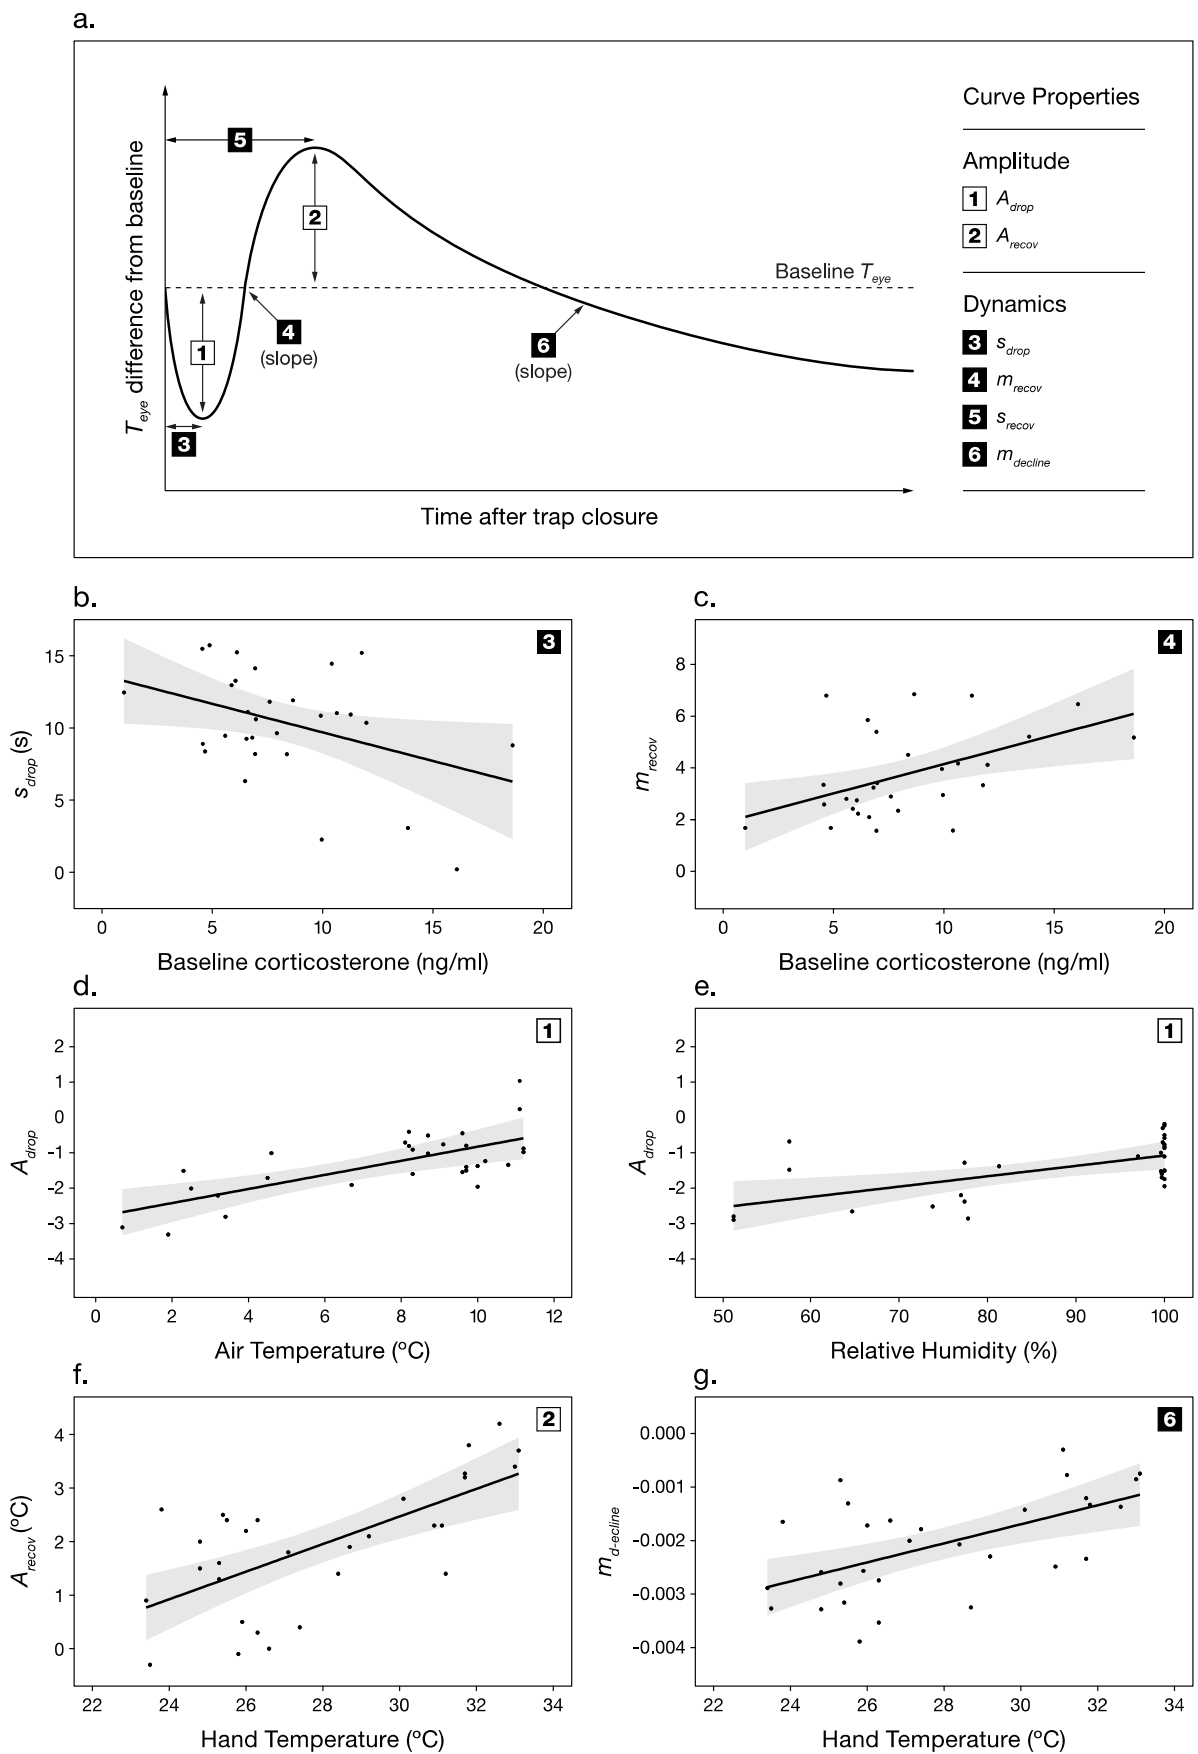 a.
T_eye difference from baseline
5
2
1
4
(slope)
3
6
(slope)
Baseline T_eye
Time after trap closure
Curve Properties
Amplitude
1 A_drop
2 A_recov
Dynamics
3 s_drop
4 m_recov
5 s_recov
6 m_decline
b.
3
s_drop (s)
15
10
5
0
0 5 10 15 20
Baseline corticosterone (ng/ml)
c.
4
m_recov
8
6
4
2
0
0 5 10 15 20
Baseline corticosterone (ng/ml)
d.
1
A_drop
2
1
0
-1
-2
-3
-4
0 2 4 6 8 10 12
Air Temperature (ºC)
e.
1
A_drop
2
1
0
-1
-2
-3
-4
50 60 70 80 90 100
Relative Humidity (%)
f.
2
A_recov (ºC)
4
3
2
1
0
22 24 26 28 30 32 34
Hand Temperature (ºC)
g.
6
m_d-ecline
0.000
-0.001
-0.002
-0.003
-0.004
22 24 26 28 30 32 34
Hand Temperature (ºC)